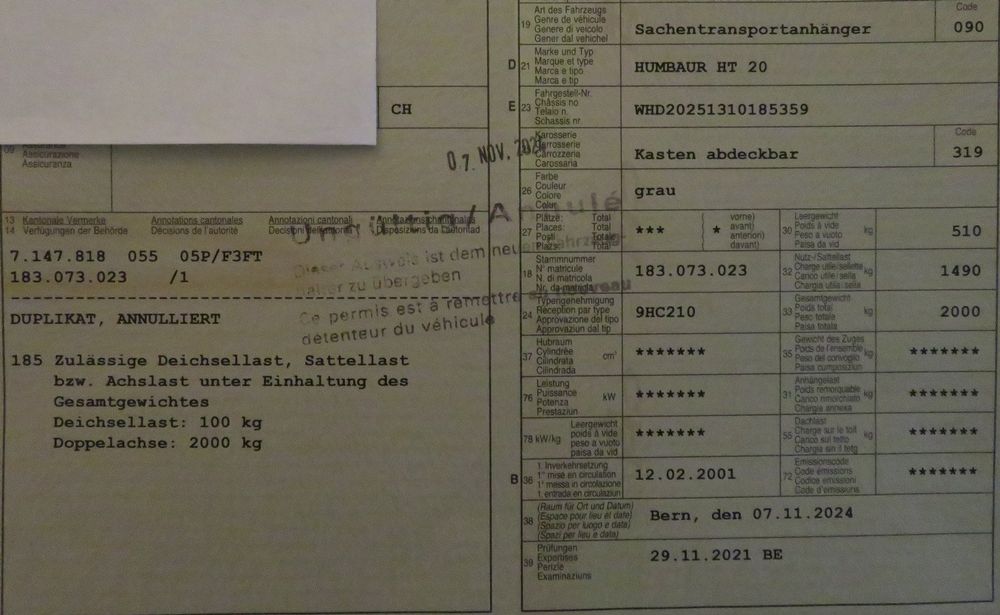 CH
09
Assicurazione
Assicuranza
13 Kantonale Vermerke Annotations cantonales Annotazioni cantonali
14 Verfügungen der Behörde Décisions de l'autorité
7.147.818 055 05P/F3FT
183.073.023 /1
DUPLIKAT, ANNULLIERT
185 Zulässige Deichsellast, Sattellast
bzw. Achslast unter Einhaltung des
Gesamtgewichtes
Deichsellast: 100 kg
Doppelachse: 2000 kg
07. NOV.
Ungültig/Annulé
Dieser Ausweis ist dem neuen Fahrzeug-
halter zu übergeben
Ce permis est à remettre au nouveau
détenteur du véhicule
19
Art des Fahrzeugs
Genre de véhicule
Genere di veicolo
Gener dal vehichel
Sachentransportanhänger
Code
090
D 21
Marke und Typ
Marque et type
Marca e tipo
Marca e tip
HUMBAUR HT 20
E 23
Fahrgestell-Nr.
Châssis no
Telaio n.
Schassis nr.
WHD20251310185359
Karosserie
Carrosserie
Carrozzeria
Carossaria
Kasten abdeckbar
Code
319
26
Farbe
Couleur
Colore
Colur
grau
27
Plätze: Total
Places: Total
Posti Totale
Plazs: Total
***
*
vorne)
avant)
anteriori)
davant)
30
Leergewicht
Poids à vide
Peso a vuoto
Paisa da vid
kg
510
18
Stammnummer
N° matricule
N. di matricola
Nr. da matricla
183.073.023
32
Nutz-/Sattellast
Charge utile/sellette
Carico utile/sella
Chargia utila/sella
kg
1490
24
Typengenehmigung
Réception par type
Approvazione del tipo
Approvaziun dal tip
9HC210
33
Gesamtgewicht
Poids total
Peso totale
Paisa totala
kg
2000
37
Hubraum
Cylindrée
Cilindrata
Cilindrada
cm³
*******
35
Gewicht des Zuges
Poids de l'ensemble
Peso del convoglio
Paisa cumposiziun
kg
*******
76
Leistung
Puissance
Potenza
Prestaziun
kW
*******
31
Anhängelast
Poids remorquable
Carico rimorchiato
Chargia annexa
kg
*******
78 kW/kg
Leergewicht
poids à vide
peso a vuoto
paisa da vid
*******
55
Dachlast
Charge sur le toit
Carico sul tetto
Chargia sin il tetg
kg
*******
B 36
1. Inverkehrsetzung
1re mise en circulation
1a messa in circolazione
1. entrada en circulaziun
12.02.2001
72
Emissionscode
Code émissions
Codice emissioni
Code d'emissiuns
*******
38
(Raum für Ort und Datum)
(Espace pour lieu et date)
(Spazio per luogo e data)
(Spazi per lieu e data)
Bern, den 07.11.2024
39
Prüfungen
Expertises
Perizie
Examinaziuns
29.11.2021 BE